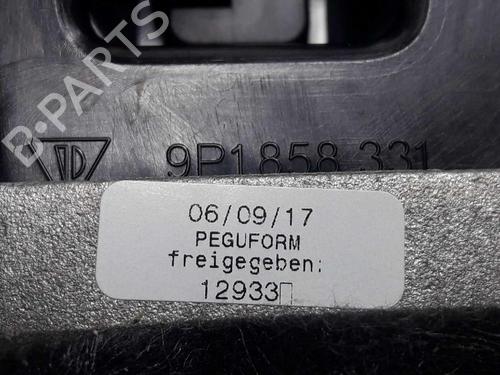 B-PARTS
9P1858 331
06/09/17
PEGUFORM
freigegeben:
12933